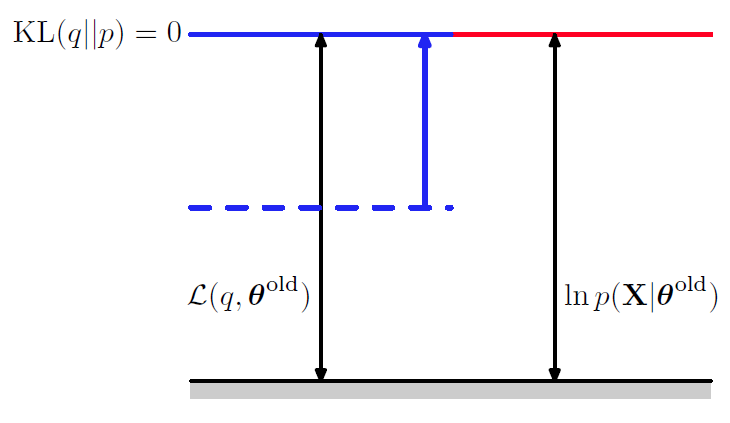 KL(q||p) = 0
ℒ(q, θ^old)
ln p(X|θ^old)